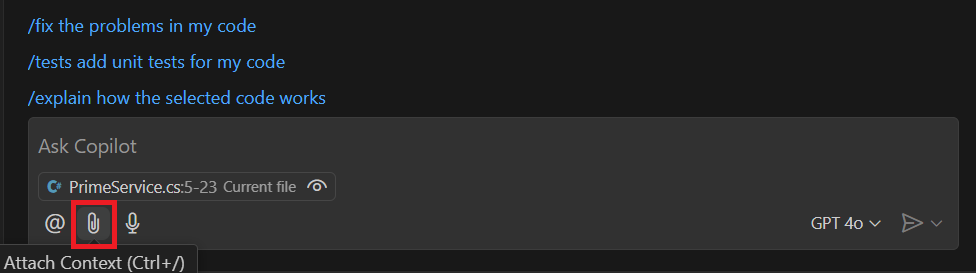 /fix the problems in my code
/tests add unit tests for my code
/explain how the selected code works
Ask Copilot
C# PrimeService.cs:5-23 Current file
@ GPT 4o
Attach Context (Ctrl+/)